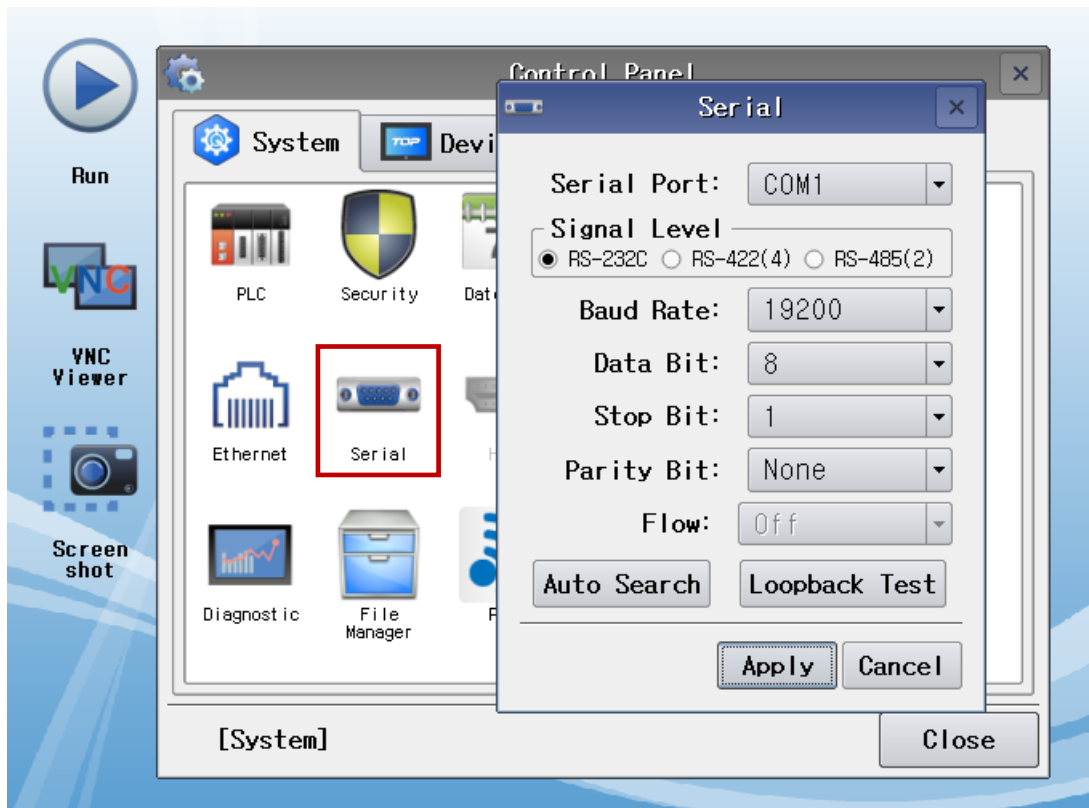 Control Panel
Serial
System
TOP
Devi
Run
Serial Port: COM1
Signal Level
RS-232C RS-422(4) RS-485(2)
PLC
Security
Dat
Baud Rate: 19200
VNC
VNC
Viewer
Data Bit: 8
Stop Bit: 1
Ethernet
Serial
Parity Bit: None
Flow: Off
Screen
shot
Auto Search
Loopback Test
Diagnostic
File
Manager
Apply
Cancel
[System]
Close